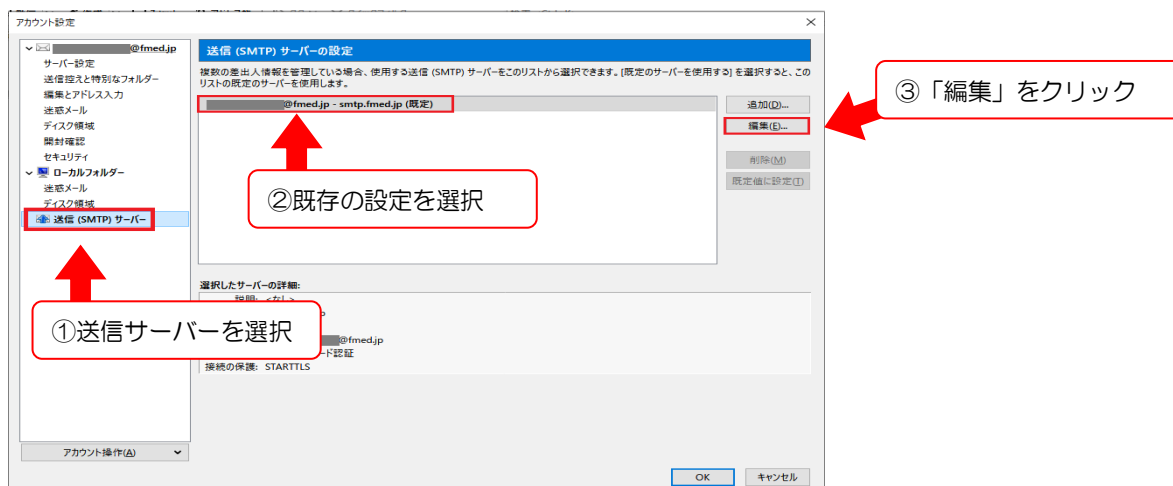 アカウント設定
@fmed.jp
サーバー設定
送信控えと特別なフォルダー
編集とアドレス入力
迷惑メール
ディスク領域
開封確認
セキュリティ
ローカルフォルダー
迷惑メール
ディスク領域
送信 (SMTP) サーバー
アカウント操作(A)
送信 (SMTP) サーバーの設定
複数の差出人情報を管理している場合、使用する送信 (SMTP) サーバーをこのリストから選択できます。[既定のサーバーを使用する] を選択すると、この
リストの既定のサーバーを使用します。
@fmed.jp - smtp.fmed.jp (既定)
追加(D)...
編集(E)...
削除(M)
既定値に設定(T)
③「編集」をクリック
②既存の設定を選択
①送信サーバーを選択
選択したサーバーの詳細:
説明: <なし>
@fmed.jp
ド認証
接続の保護: STARTTLS
OK
キャンセル